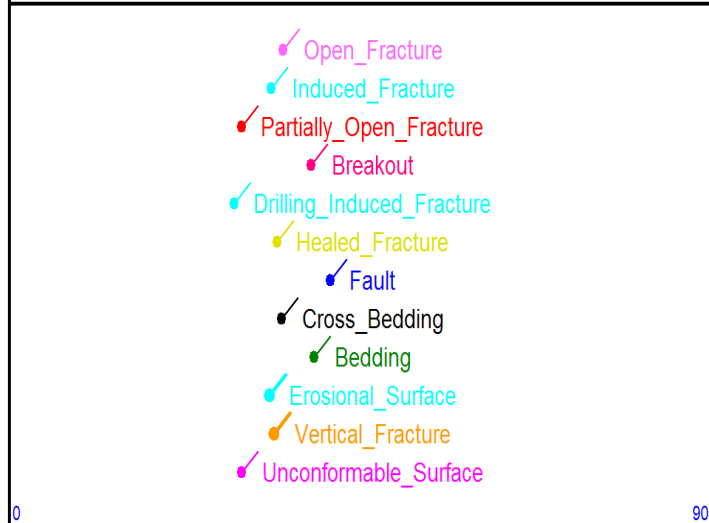 Open_Fracture
Induced_Fracture
Partially_Open_Fracture
Breakout
Drilling_Induced_Fracture
Healed_Fracture
Fault
Cross_Bedding
Bedding
Erosional_Surface
Vertical_Fracture
Unconformable_Surface
0 90